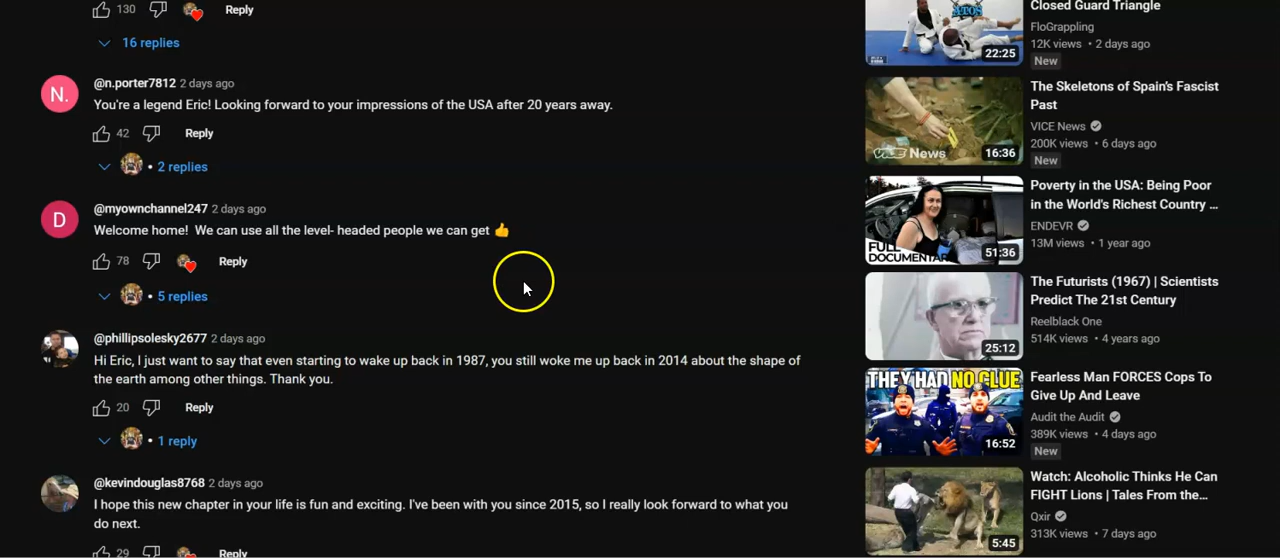 130 Reply
16 replies
N.
@n.porter7812 2 days ago
You're a legend Eric! Looking forward to your impressions of the USA after 20 years away.
42 Reply
• 2 replies
D
@myownchannel247 2 days ago
Welcome home! We can use all the level- headed people we can get 👍
78 Reply
• 5 replies
@phillipsolesky2677 2 days ago
Hi Eric, I just want to say that even starting to wake up back in 1987, you still woke me up back in 2014 about the shape of
the earth among other things. Thank you.
20 Reply
• 1 reply
@kevindouglas8768 2 days ago
I hope this new chapter in your life is fun and exciting. I've been with you since 2015, so I really look forward to what you
do next.
29 Reply
ATOS
22:25
Closed Guard Triangle
FloGrappling
12K views • 2 days ago
New
VICE News
16:36
The Skeletons of Spain's Fascist
Past
VICE News
200K views • 6 days ago
New
FULL
DOCUMENTAR
51:36
Poverty in the USA: Being Poor
in the World's Richest Country ...
ENDEVR
13M views • 1 year ago
25:12
The Futurists (1967) | Scientists
Predict The 21st Century
Reelblack One
514K views • 4 years ago
THEY HAD NO CLUE
16:52
Fearless Man FORCES Cops To
Give Up And Leave
Audit the Audit
389K views • 4 days ago
New
5:45
Watch: Alcoholic Thinks He Can
FIGHT Lions | Tales From the...
Qxir
313K views • 7 days ago